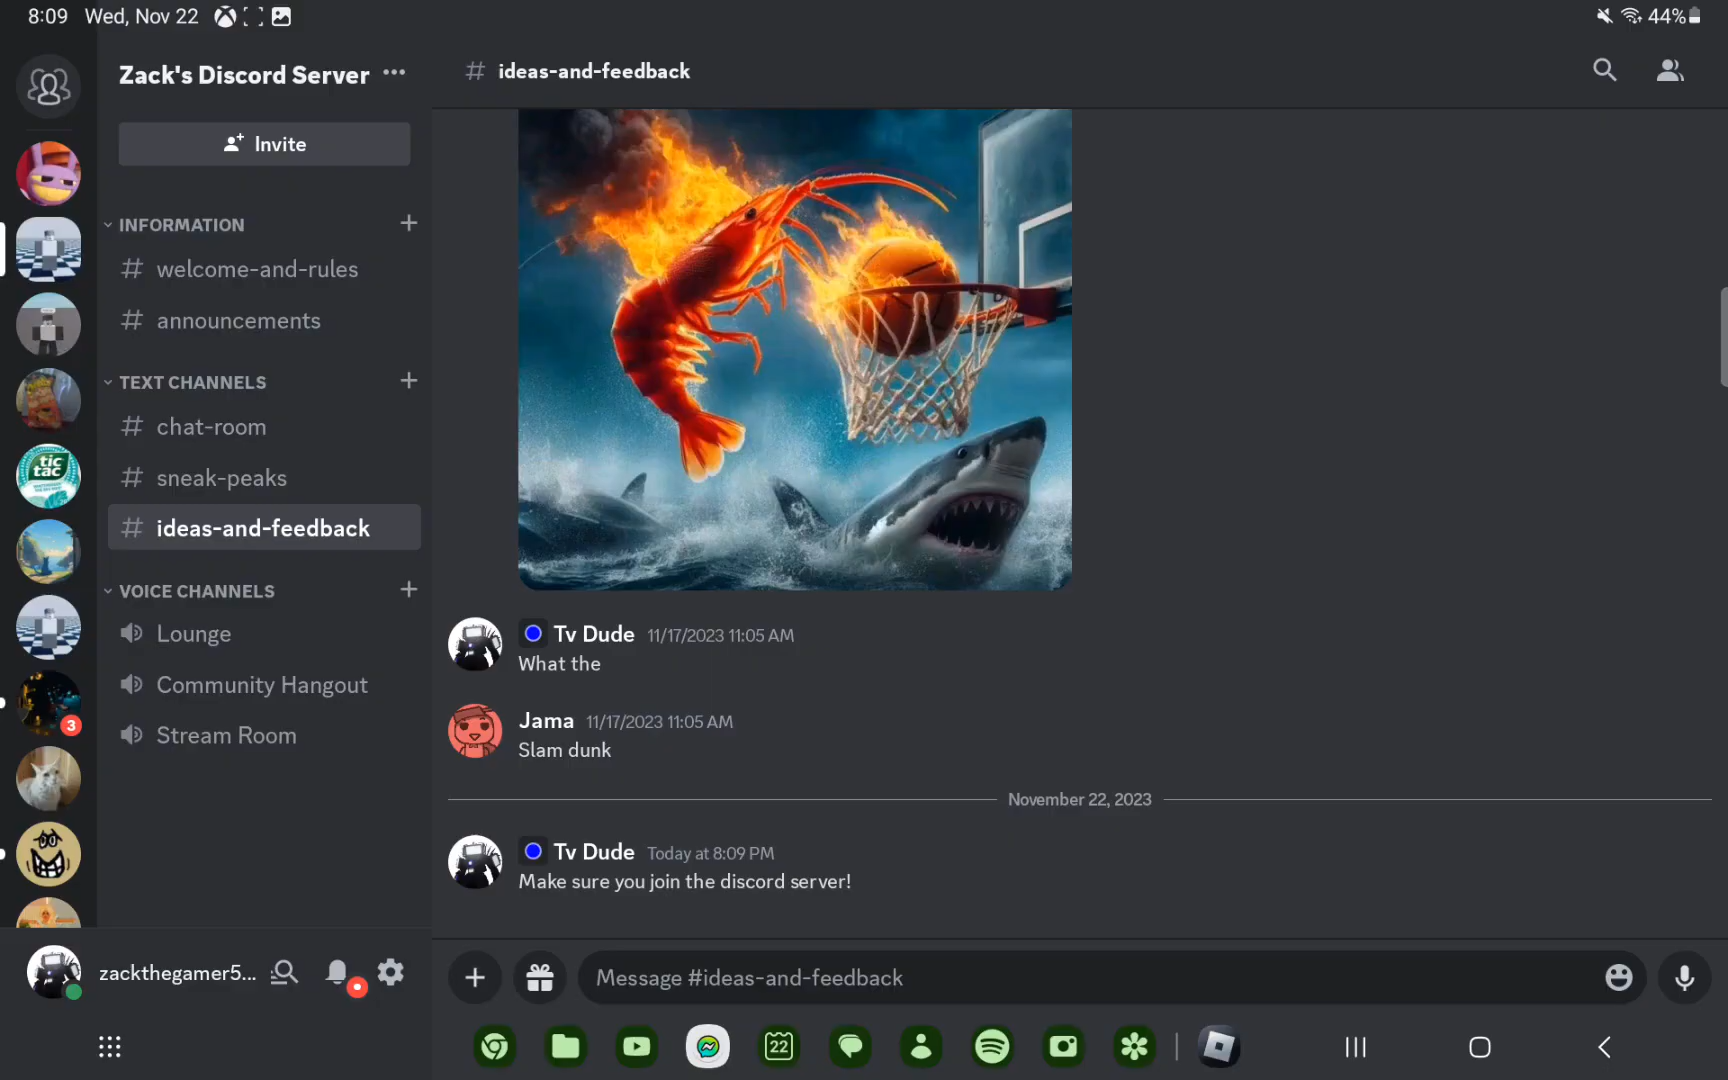 8:09 Wed, Nov 22
44%
Zack's Discord Server
Invite
INFORMATION
# welcome-and-rules
# announcements
TEXT CHANNELS
# chat-room
# sneak-peaks
# ideas-and-feedback
VOICE CHANNELS
Lounge
Community Hangout
Stream Room
tic
tac
3
zackthegamer5...
# ideas-and-feedback
Tv Dude 11/17/2023 11:05 AM
What the
Jama 11/17/2023 11:05 AM
Slam dunk
November 22, 2023
Tv Dude Today at 8:09 PM
Make sure you join the discord server!
Message #ideas-and-feedback
22